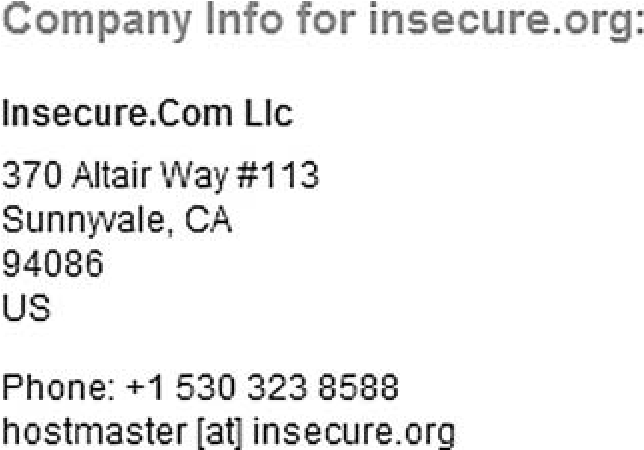 Company Info for insecure.org:
Insecure.Com Llc
370 Altair Way #113
Sunnyvale, CA
94086
US
Phone: +1 530 323 8588
hostmaster [at] insecure.org